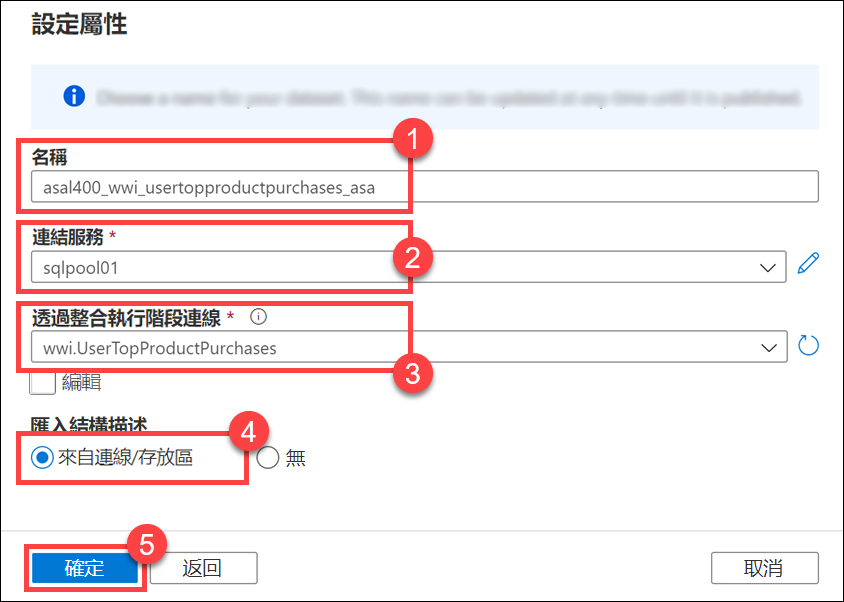 設定屬性
名稱
1
asal400_wwi_usertopproductpurchases_asa
連結服務 *
2
sqlpool01
透過整合執行階段連線 *
wwi.UserTopProductPurchases
3
編輯
匯入結構描述
4
來自連線/存放區
無
5
確定
返回
取消